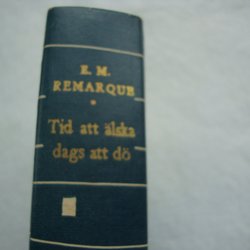 E. M.
REMARQUE
Tid att älska
dags att dö